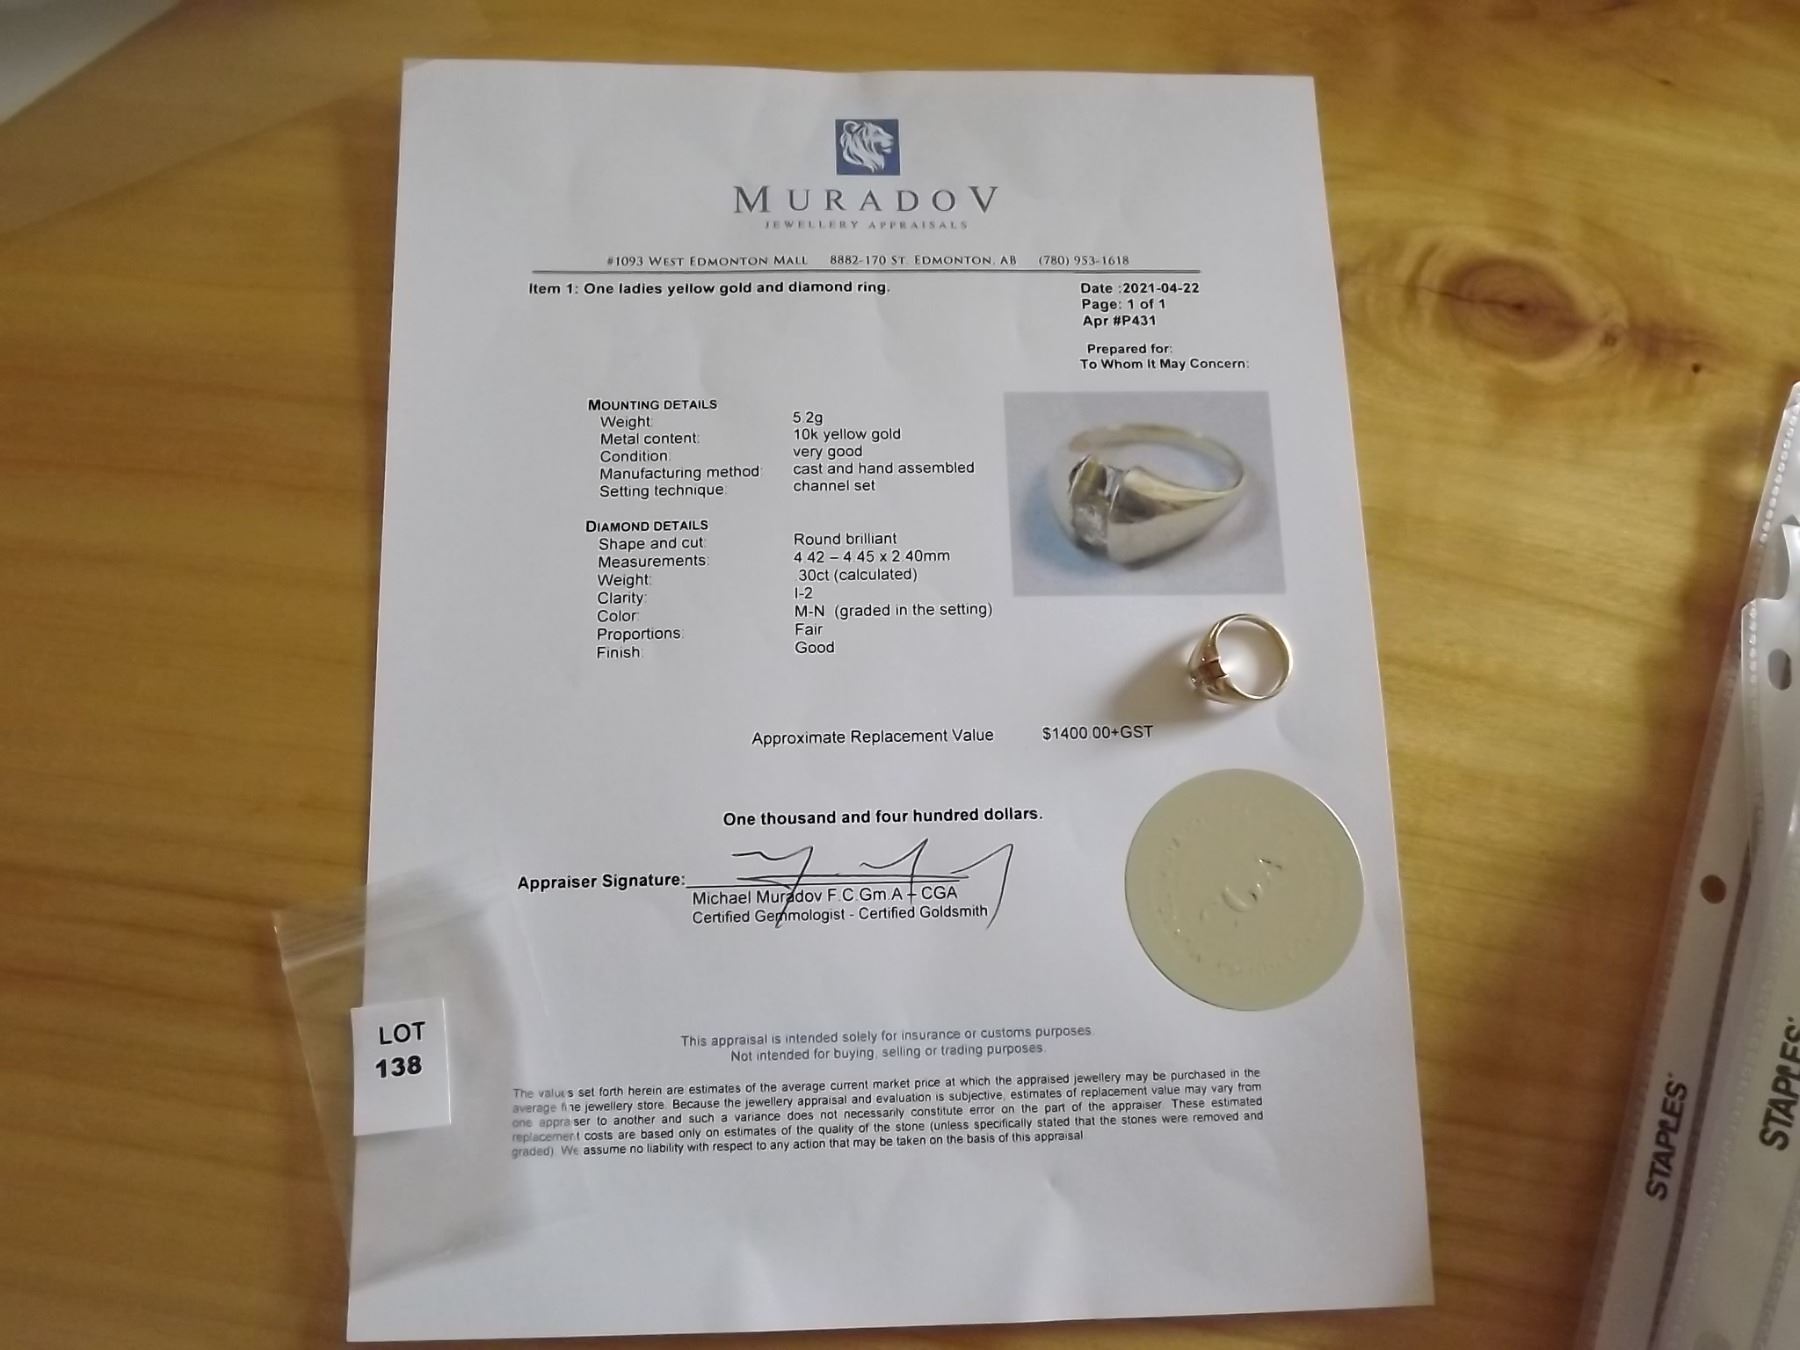 MURADOV
JEWELLERY APPRAISALS
#1093 WEST EDMONTON MALL 8882-170 ST. EDMONTON, AB (780) 953-1618
Item 1: One ladies yellow gold and diamond ring.
Date :2021-04-22
Page: 1 of 1
Apr #P431
Prepared for:
To Whom It May Concern:
MOUNTING DETAILS
Weight: 5.2g
Metal content: 10k yellow gold
Condition: very good
Manufacturing method: cast and hand assembled
Setting technique: channel set
DIAMOND DETAILS
Shape and cut: Round brilliant
Measurements: 4.42 – 4.45 x 2.40mm
Weight: .30ct (calculated)
Clarity: I-2
Color: M-N (graded in the setting)
Proportions: Fair
Finish: Good
Approximate Replacement Value $1400.00+GST
One thousand and four hundred dollars.
Appraiser Signature:
Michael Muradov F.C.Gm.A – CGA
Certified Gemmologist - Certified Goldsmith
CGA
LOT
138
This appraisal is intended solely for insurance or customs purposes.
Not intended for buying, selling or trading purposes.
The values set forth herein are estimates of the average current market price at which the appraised jewellery may be purchased in the
average fine jewellery store. Because the jewellery appraisal and evaluation is subjective, estimates of replacement value may vary from
one appraiser to another and such a variance does not necessarily constitute error on the part of the appraiser. These estimated
replacement costs are based only on estimates of the quality of the stone (unless specifically stated that the stones were removed and
graded). We assume no liability with respect to any action that may be taken on the basis of this appraisal.
STAPLES
STAPLES